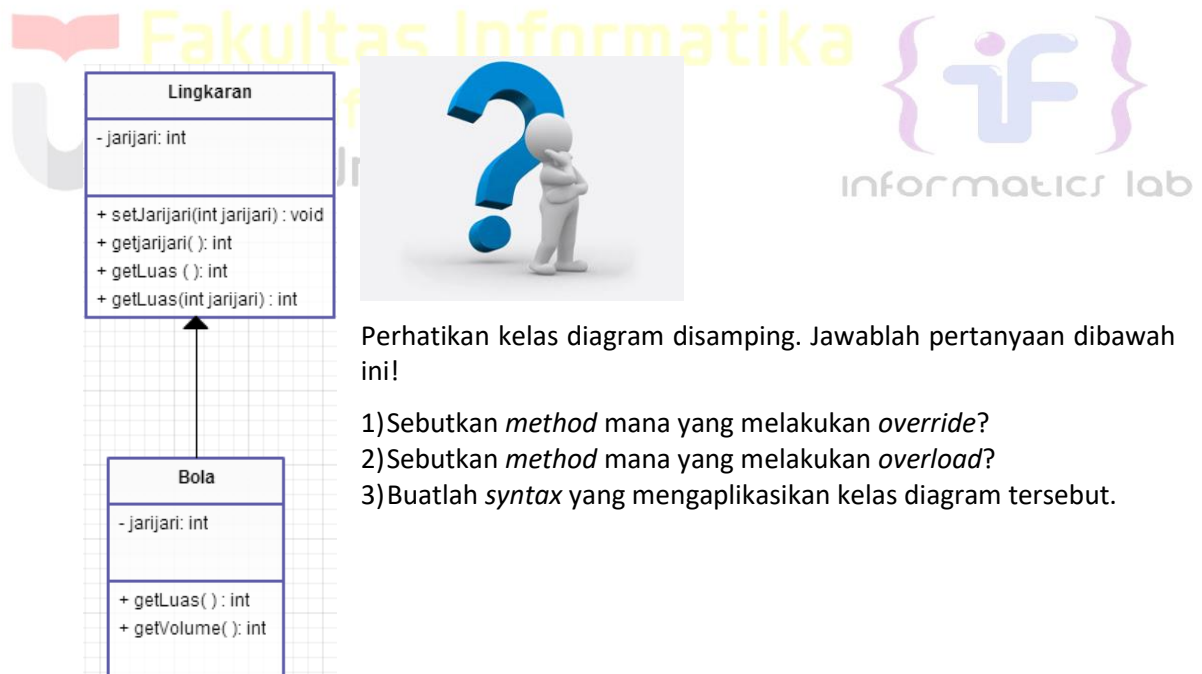 Fakultas Informatika
informatics lab
Lingkaran
- jarijari: int
+ setJarijari(int jarijari) : void
+ getjarijari( ): int
+ getLuas ( ): int
+ getLuas(int jarijari) : int
Perhatikan kelas diagram disamping. Jawablah pertanyaan dibawah
ini!
1)Sebutkan method mana yang melakukan override?
2)Sebutkan method mana yang melakukan overload?
3)Buatlah syntax yang mengaplikasikan kelas diagram tersebut.
Bola
- jarijari: int
+ getLuas( ) : int
+ getVolume( ): int